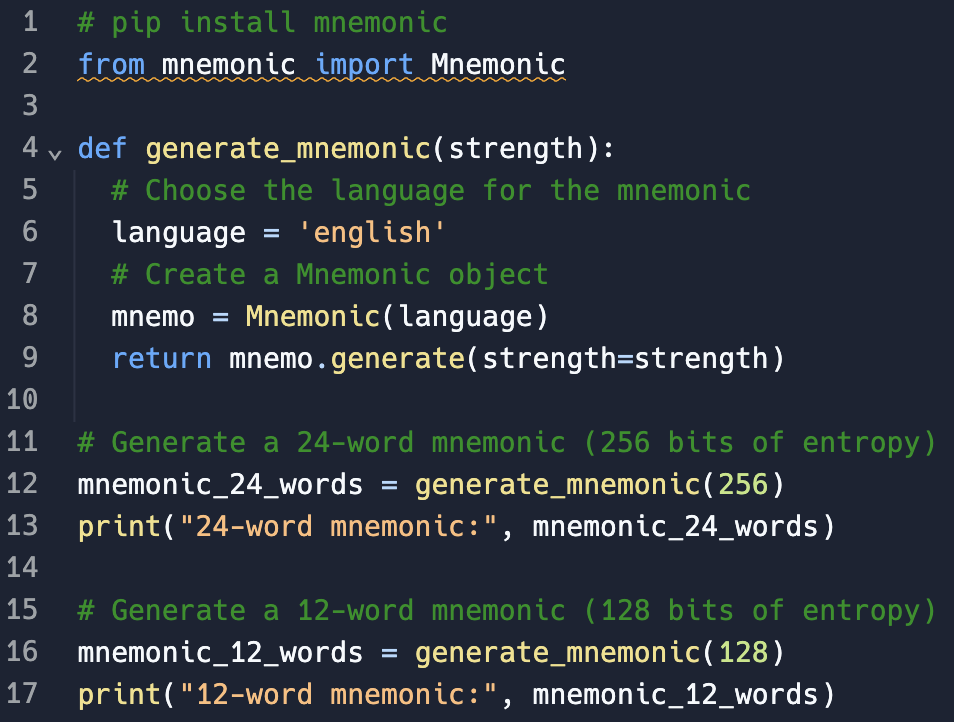 1 # pip install mnemonic
2 from mnemonic import Mnemonic
3
4 def generate_mnemonic(strength):
5 # Choose the language for the mnemonic
6 language = 'english'
7 # Create a Mnemonic object
8 mnemo = Mnemonic(language)
9 return mnemo.generate(strength=strength)
10
11 # Generate a 24-word mnemonic (256 bits of entropy)
12 mnemonic_24_words = generate_mnemonic(256)
13 print("24-word mnemonic:", mnemonic_24_words)
14
15 # Generate a 12-word mnemonic (128 bits of entropy)
16 mnemonic_12_words = generate_mnemonic(128)
17 print("12-word mnemonic:", mnemonic_12_words)